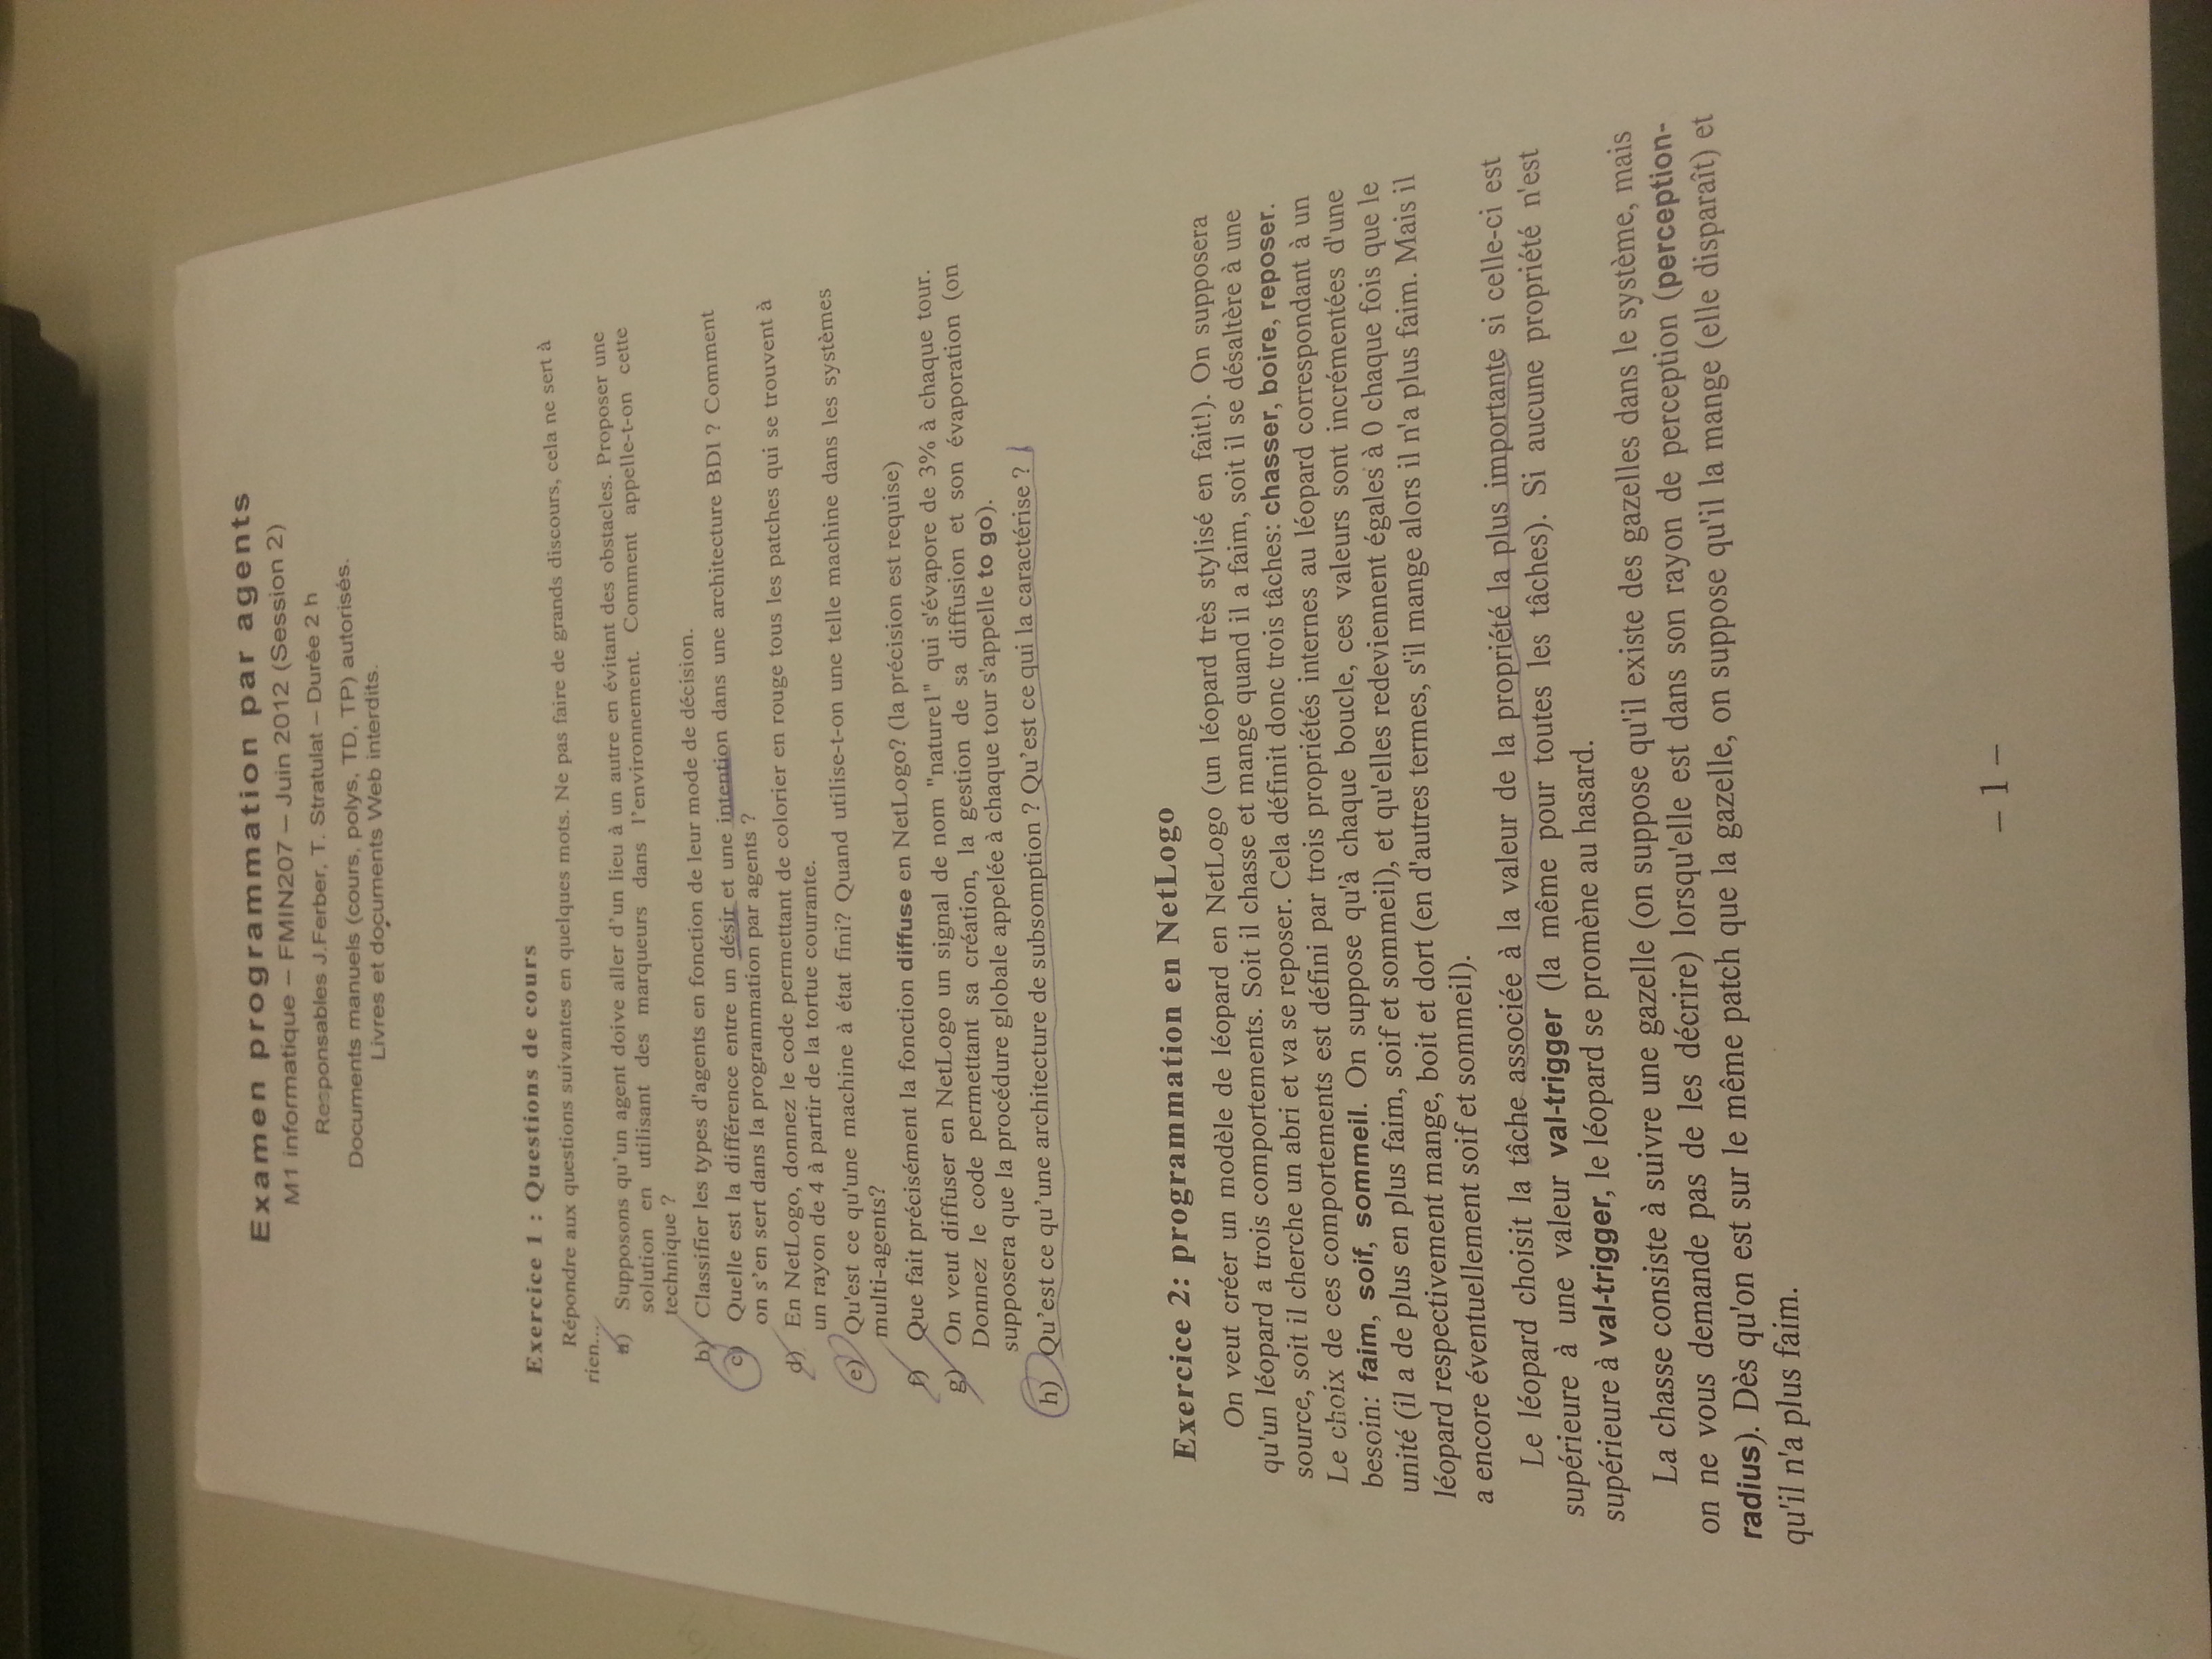 Examen programmation par agents
M1 informatique – FMIN207 – Juin 2012 (Session 2)
Responsables J.Ferber, T. Stratulat – Durée 2 h
Documents manuels (cours, polys, TD, TP) autorisés.
Livres et documents Web interdits.
Exercice 1 : Questions de cours
Répondre aux questions suivantes en quelques mots. Ne pas faire de grands discours, cela ne sert à
rien...
a) Supposons qu’un agent doive aller d’un lieu à un autre en évitant des obstacles. Proposer une
solution en utilisant des marqueurs dans l’environnement. Comment appelle-t-on cette
technique ?
b) Classifier les types d'agents en fonction de leur mode de décision.
c) Quelle est la différence entre un désir et une intention dans une architecture BDI ? Comment
on s’en sert dans la programmation par agents ?
d) En NetLogo, donnez le code permettant de colorier en rouge tous les patches qui se trouvent à
un rayon de 4 à partir de la tortue courante.
e) Qu'est ce qu'une machine à état fini? Quand utilise-t-on une telle machine dans les systèmes
multi-agents?
f) Que fait précisément la fonction diffuse en NetLogo? (la précision est requise)
g) On veut diffuser en NetLogo un signal de nom "nature1" qui s'évapore de 3% à chaque tour.
Donnez le code permettant sa création, la gestion de sa diffusion et son évaporation (on
supposera que la procédure globale appelée à chaque tour s'appelle to go).
h) Qu’est ce qu’une architecture de subsomption ? Qu’est ce qui la caractérise ?
Exercice 2: programmation en NetLogo
On veut créer un modèle de léopard en NetLogo (un léopard très stylisé en fait!). On supposera
qu'un léopard a trois comportements. Soit il chasse et mange quand il a faim, soit il se désaltère à une
source, soit il cherche un abri et va se reposer. Cela définit donc trois tâches: chasser, boire, reposer.
Le choix de ces comportements est défini par trois propriétés internes au léopard correspondant à un
besoin: faim, soif, sommeil. On suppose qu'à chaque boucle, ces valeurs sont incrémentées d'une
unité (il a de plus en plus faim, soif et sommeil), et qu'elles redeviennent égales à 0 chaque fois que le
léopard respectivement mange, boit et dort (en d'autres termes, s'il mange alors il n'a plus faim. Mais il
a encore éventuellement soif et sommeil).
Le léopard choisit la tâche associée à la valeur de la propriété la plus importante si celle-ci est
supérieure à une valeur val-trigger (la même pour toutes les tâches). Si aucune propriété n'est
supérieure à val-trigger, le léopard se promène au hasard.
La chasse consiste à suivre une gazelle (on suppose qu'il existe des gazelles dans le système, mais
on ne vous demande pas de les décrire) lorsqu'elle est dans son rayon de perception (perception-
radius). Dès qu'on est sur le même patch que la gazelle, on suppose qu'il la mange (elle disparaît) et
qu'il n'a plus faim.
– 1 –